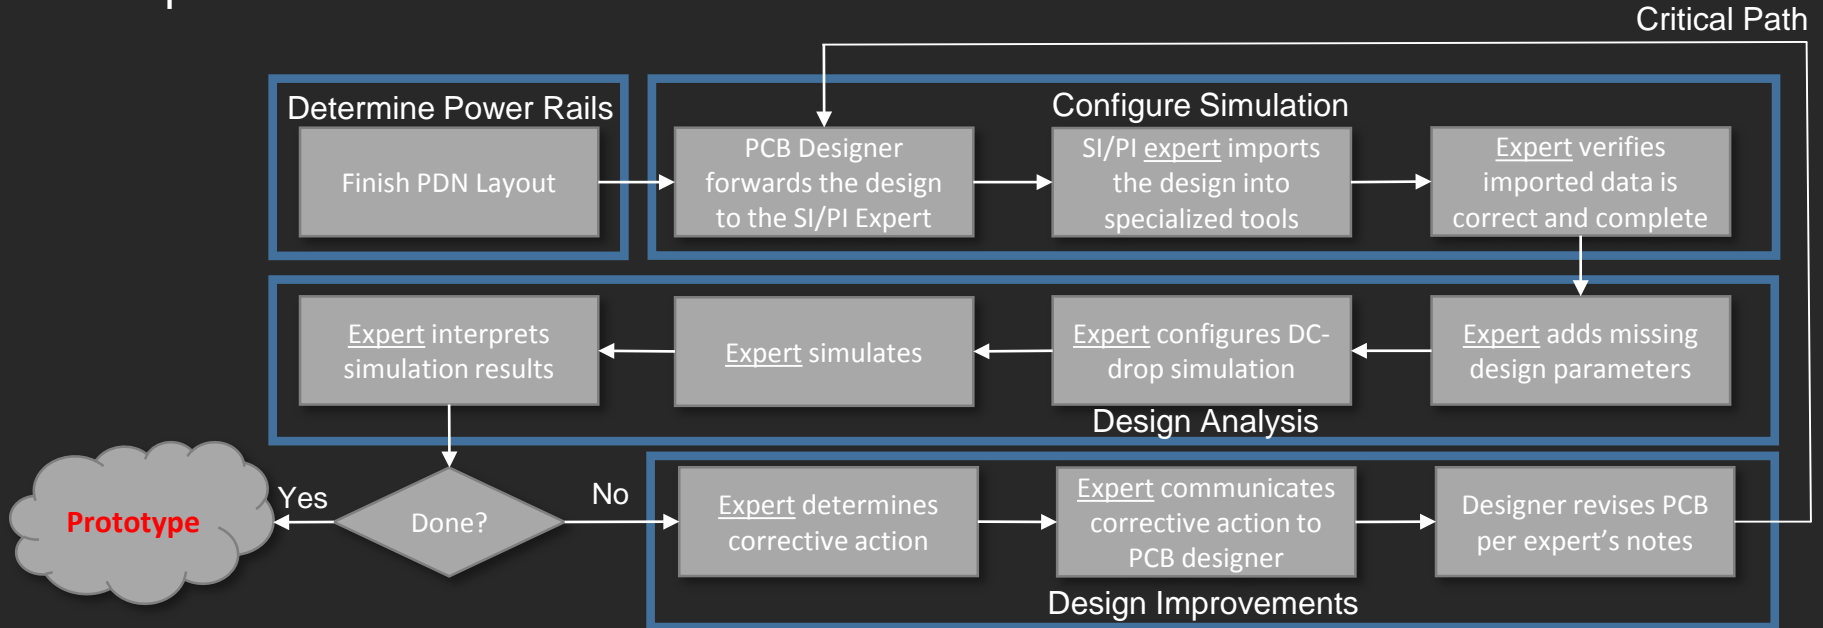 Critical Path
Determine Power Rails
Configure Simulation
Finish PDN Layout
PCB Designer
forwards the design
to the SI/PI Expert
SI/PI expert imports
the design into
specialized tools
Expert verifies
imported data is
correct and complete
Expert interprets
simulation results
Expert simulates
Expert configures DC-
drop simulation
Expert adds missing
design parameters
Design Analysis
Prototype
Yes
Done?
No
Expert determines
corrective action
Expert communicates
corrective action to
PCB designer
Designer revises PCB
per expert’s notes
Design Improvements